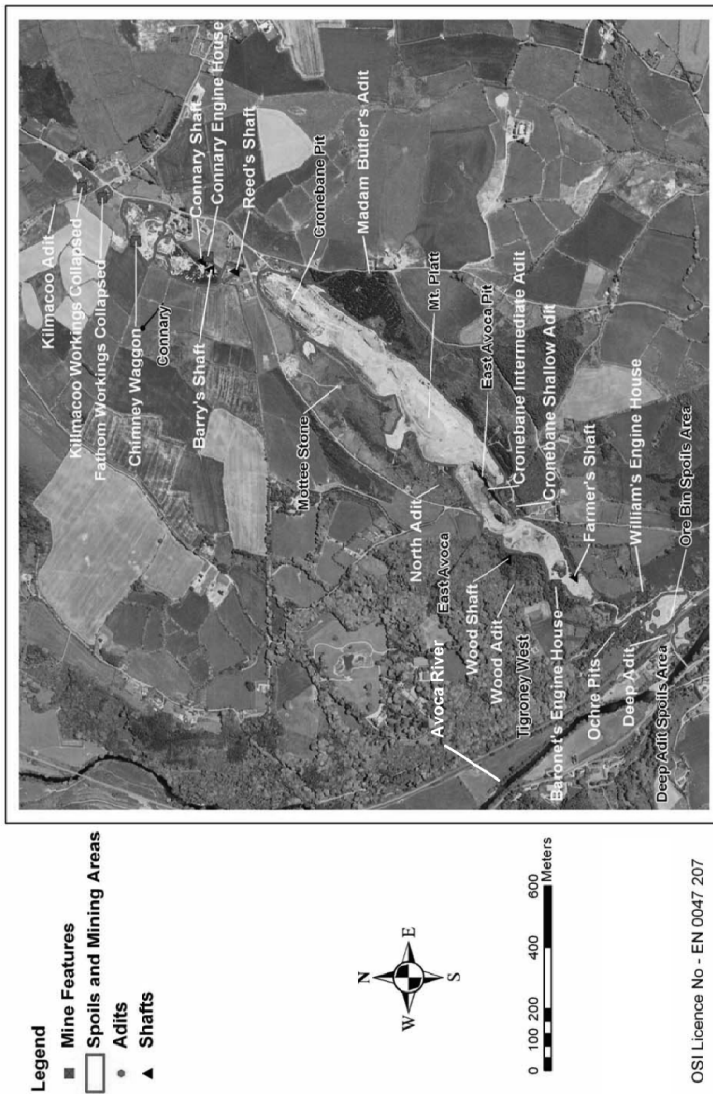 Kilmacoo Adit
Kilmacoo Workings Collapsed
Fathom Workings Collapsed
Chimney Waggon
Connary
Connary Shaft
Connary Engine House
Barry's Shaft
Reed's Shaft
Cronebane Pit
Mottee Stone
Madam Butler's Adit
Mt. Platt
North Adit
East Avoca
East Avoca Pit
Cronebane Intermediate Adit
Cronebane Shallow Adit
Wood Shaft
Wood Adit
Tigroney West
Avoca River
Farmer's Shaft
Baronet's Engine House
William's Engine House
Ochre Pits
Deep Adit
Ore Bin Spoils Area
Deep Adit Spoils Area
Legend
Mine Features
Spoils and Mining Areas
Adits
Shafts
N
W
E
S
0 100 200 400 600
Meters
OSI Licence No - EN 0047 207